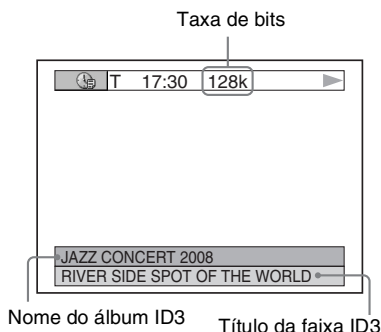 Taxa de bits
T 17:30 128k
JAZZ CONCERT 2008
RIVER SIDE SPOT OF THE WORLD
Nome do álbum ID3
Título da faixa ID3